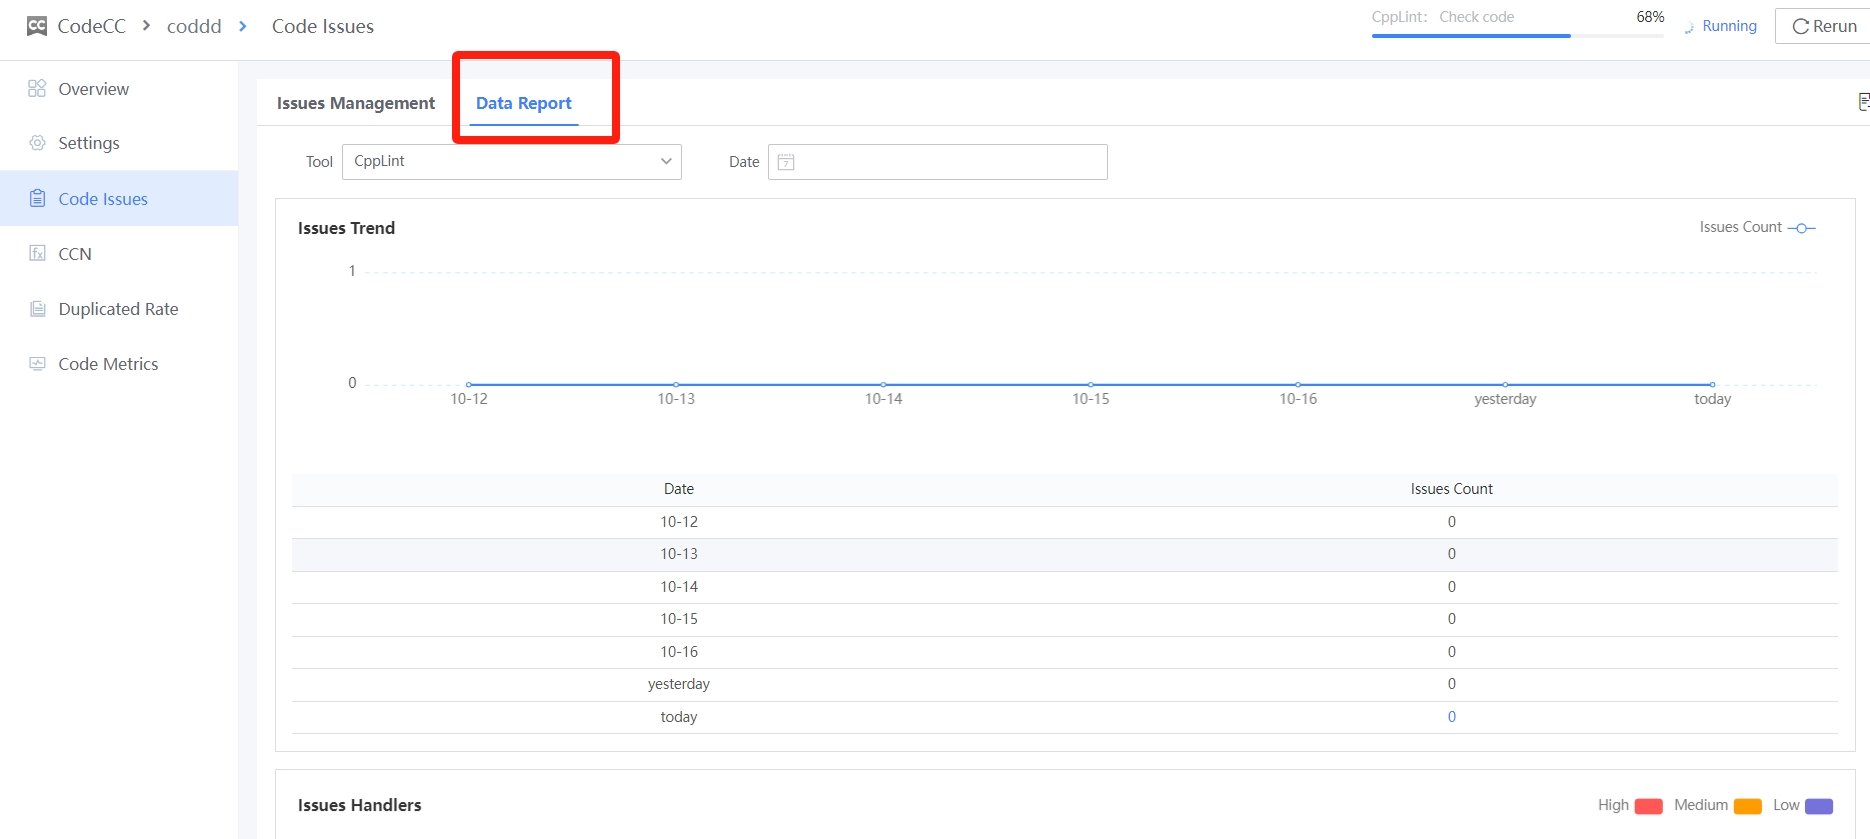 CodeCC > coddd > Code Issues
CppLint: Check code 68%
Running
Rerun
Overview
Settings
Code Issues
CCN
Duplicated Rate
Code Metrics
Issues Management Data Report
Tool CppLint Date
Issues Trend
Issues Count
1
0
10-12 10-13 10-14 10-15 10-16 yesterday today
Date Issues Count
10-12 0
10-13 0
10-14 0
10-15 0
10-16 0
yesterday 0
today 0
Issues Handlers
High Medium Low